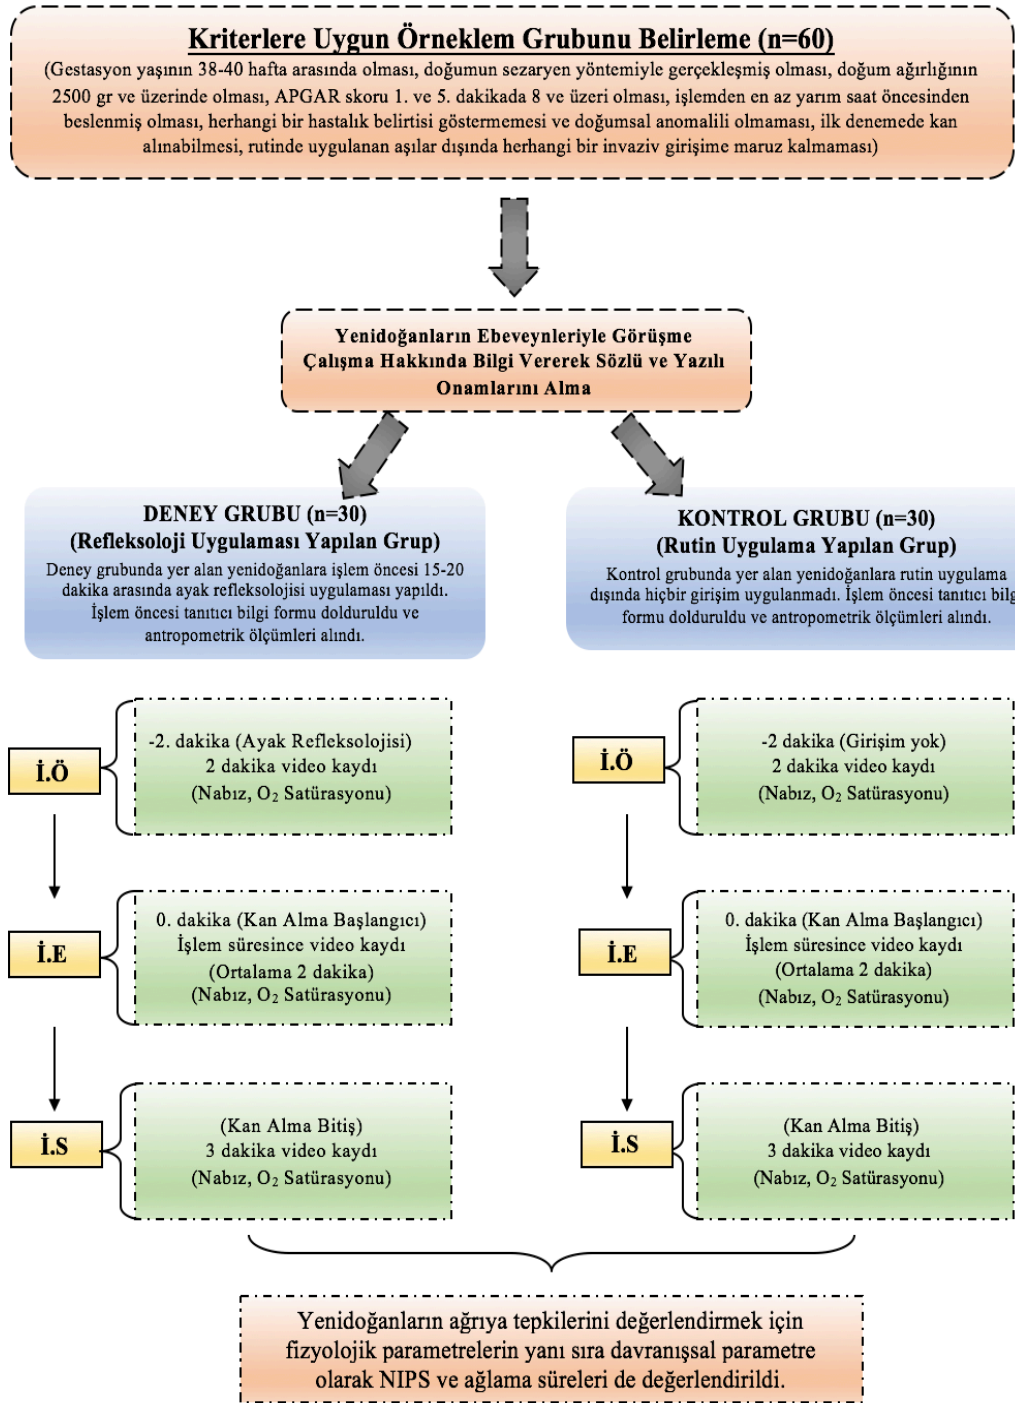 Kriterlere Uygun Örneklem Grubunu Belirleme (n=60)
(Gestasyon yaşının 38-40 hafta arasında olması, doğumun sezaryen yöntemiyle gerçekleşmiş olması, doğum ağırlığının
2500 gr ve üzerinde olması, APGAR skoru 1. ve 5. dakikada 8 ve üzeri olması, işlemden en az yarım saat öncesinden
beslenmiş olması, herhangi bir hastalık belirtisi göstermemesi ve doğumsal anomalili olmaması, ilk denemede kan
alınabilmesi, rutinde uygulanan aşılar dışında herhangi bir invaziv girişime maruz kalmaması)
Yenidoğanların Ebeveynleriyle Görüşme
Çalışma Hakkında Bilgi Vererek Sözlü ve Yazılı
Onamlarını Alma
DENEY GRUBU (n=30)
(Refleksoloji Uygulaması Yapılan Grup)
Deney grubunda yer alan yenidoğanlara işlem öncesi 15-20
dakika arasında ayak refleksolojisi uygulaması yapıldı.
İşlem öncesi tanıtıcı bilgi formu dolduruldu ve
antropometrik ölçümleri alındı.
KONTROL GRUBU (n=30)
(Rutin Uygulama Yapılan Grup)
Kontrol grubunda yer alan yenidoğanlara rutin uygulama
dışında hiçbir girişim uygulanmadı. İşlem öncesi tanıtıcı bilg
formu dolduruldu ve antropometrik ölçümleri alındı.
İ.Ö
-2. dakika (Ayak Refleksolojisi)
2 dakika video kaydı
(Nabız, O₂ Satürasyonu)
İ.E
0. dakika (Kan Alma Başlangıcı)
İşlem süresince video kaydı
(Ortalama 2 dakika)
(Nabız, O₂ Satürasyonu)
İ.S
(Kan Alma Bitiş)
3 dakika video kaydı
(Nabız, O₂ Satürasyonu)
İ.Ö
-2 dakika (Girişim yok)
2 dakika video kaydı
(Nabız, O₂ Satürasyonu)
İ.E
0. dakika (Kan Alma Başlangıcı)
İşlem süresince video kaydı
(Ortalama 2 dakika)
(Nabız, O₂ Satürasyonu)
İ.S
(Kan Alma Bitiş)
3 dakika video kaydı
(Nabız, O₂ Satürasyonu)
Yenidoğanların ağrıya tepkilerini değerlendirmek için
fizyolojik parametrelerin yanı sıra davranışsal parametre
olarak NIPS ve ağlama süreleri de değerlendirildi.